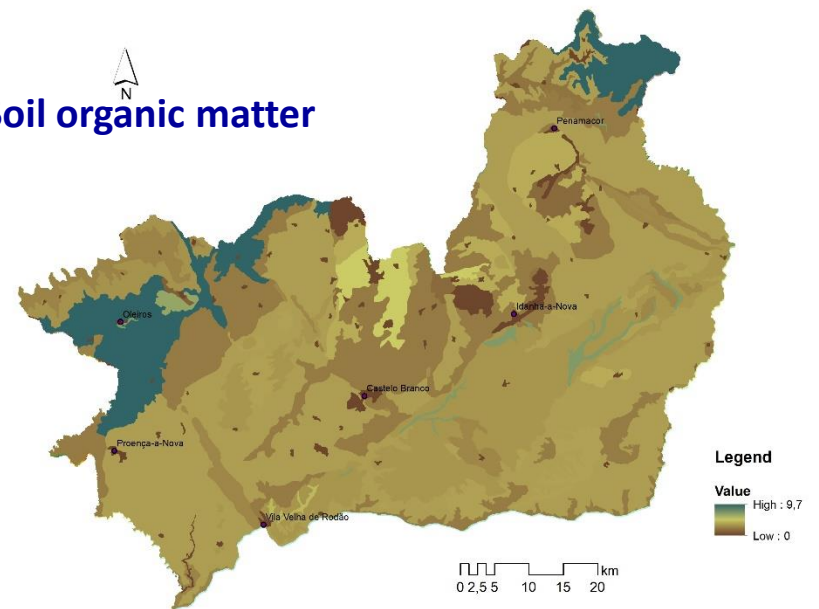 N
Soil organic matter
Penamacor
Oleiros
Idanha-a-Nova
Castelo Branco
Proença-a-Nova
Vila Velha de Rodão
Legend
Value
High : 9,7
Low : 0
km
0 2,5 5 10 15 20